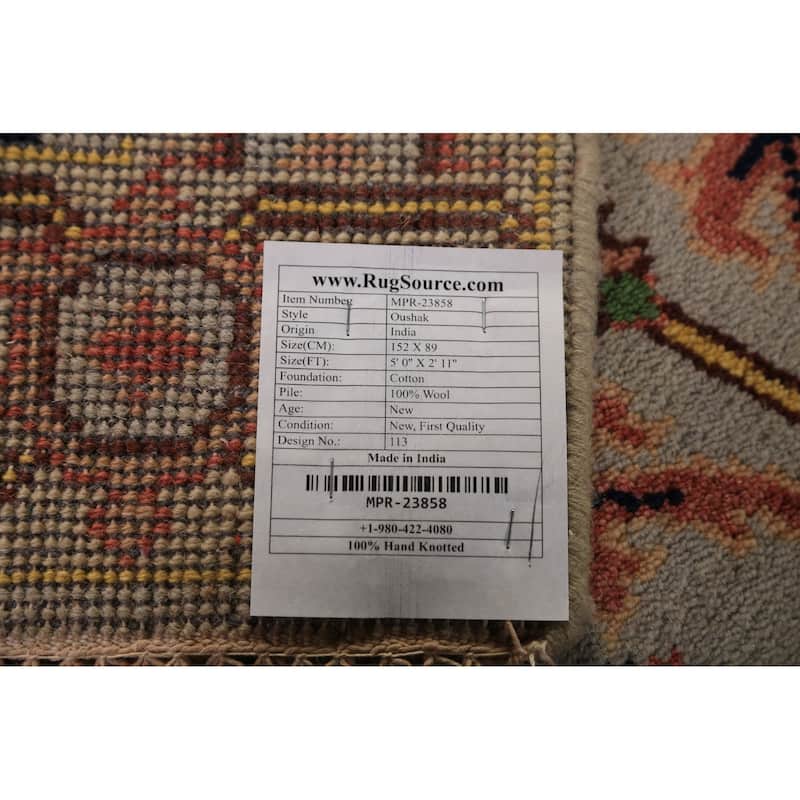 www.RugSource.com
Item Number: MPR-23858
Style Oushak
Origin India
Size(CM): 152 X 89
Size(FT): 5' 0" X 2' 11"
Foundation: Cotton
Pile: 100% Wool
Age: New
Condition: New, First Quality
Design No.: 113
Made in India
MPR-23858
+1-980-422-4080
100% Hand Knotted